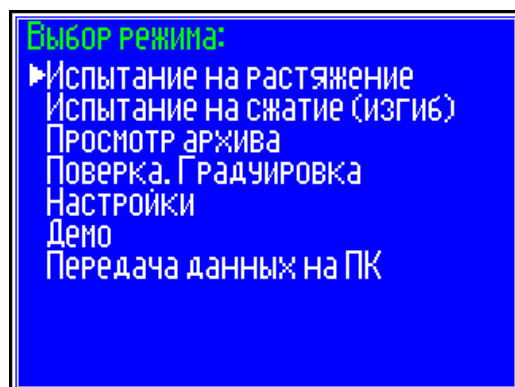 Выбор режима:
Испытание на растяжение
Испытание на сжатие (изгиб)
Просмотр архива
Поверка. Градуировка
Настройки
Демо
Передача данных на ПК